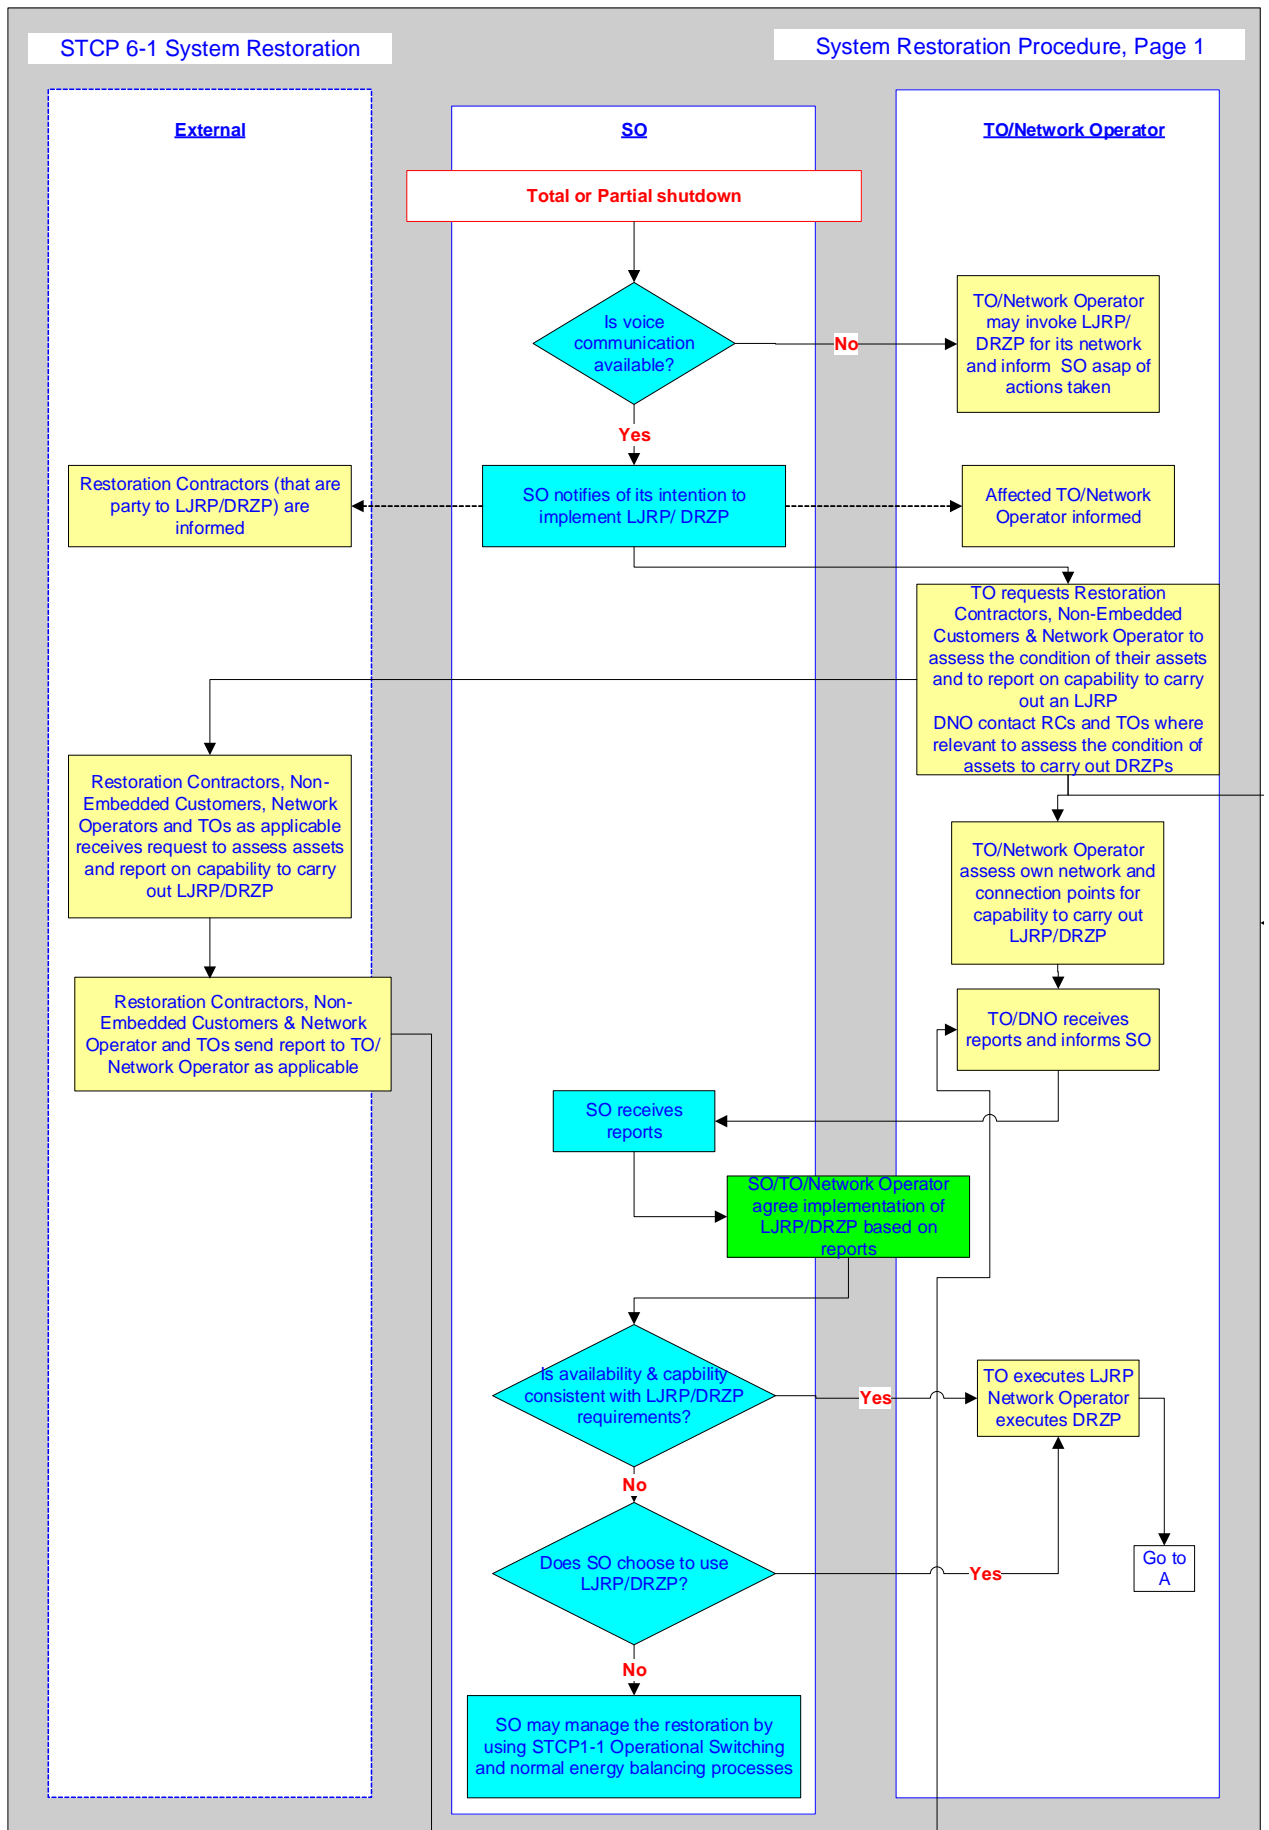 STCP 6-1 System Restoration
System Restoration Procedure, Page 1
External
SO
TO/Network Operator
Total or Partial shutdown
Is voice
communication
available?
No
TO/Network Operator
may invoke LJRP/
DRZP for its network
and inform SO asap of
actions taken
Yes
Restoration Contractors (that are
party to LJRP/DRZP) are
informed
SO notifies of its intention to
implement LJRP/ DRZP
Affected TO/Network
Operator informed
TO requests Restoration
Contractors, Non-Embedded
Customers & Network Operator to
assess the condition of their assets
and to report on capability to carry
out an LJRP
DNO contact RCs and TOs where
relevant to assess the condition of
assets to carry out DRZPs
Restoration Contractors, Non-
Embedded Customers, Network
Operators and TOs as applicable
receives request to assess assets
and report on capability to carry
out LJRP/DRZP
TO/Network Operator
assess own network and
connection points for
capability to carry out
LJRP/DRZP
Restoration Contractors, Non-
Embedded Customers & Network
Operator and TOs send report to TO/
Network Operator as applicable
TO/DNO receives
reports and informs SO
SO receives
reports
SO/TO/Network Operator
agree implementation of
LJRP/DRZP based on
reports
Is availability & capbility
consistent with LJRP/DRZP
requirements?
Yes
TO executes LJRP
Network Operator
executes DRZP
No
Does SO choose to use
LJRP/DRZP?
Yes
Go to
A
No
SO may manage the restoration by
using STCP1-1 Operational Switching
and normal energy balancing processes